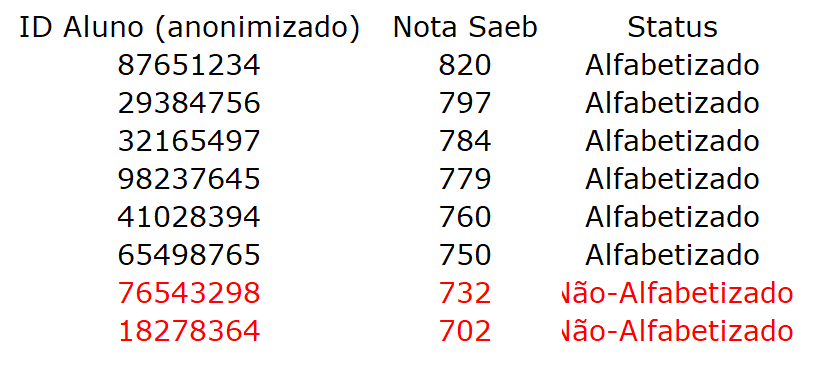 ID Aluno (anonimizado) Nota Saeb Status
87651234 820 Alfabetizado
29384756 797 Alfabetizado
32165497 784 Alfabetizado
98237645 779 Alfabetizado
41028394 760 Alfabetizado
65498765 750 Alfabetizado
76543298 732 Não-Alfabetizado
18278364 702 Não-Alfabetizado